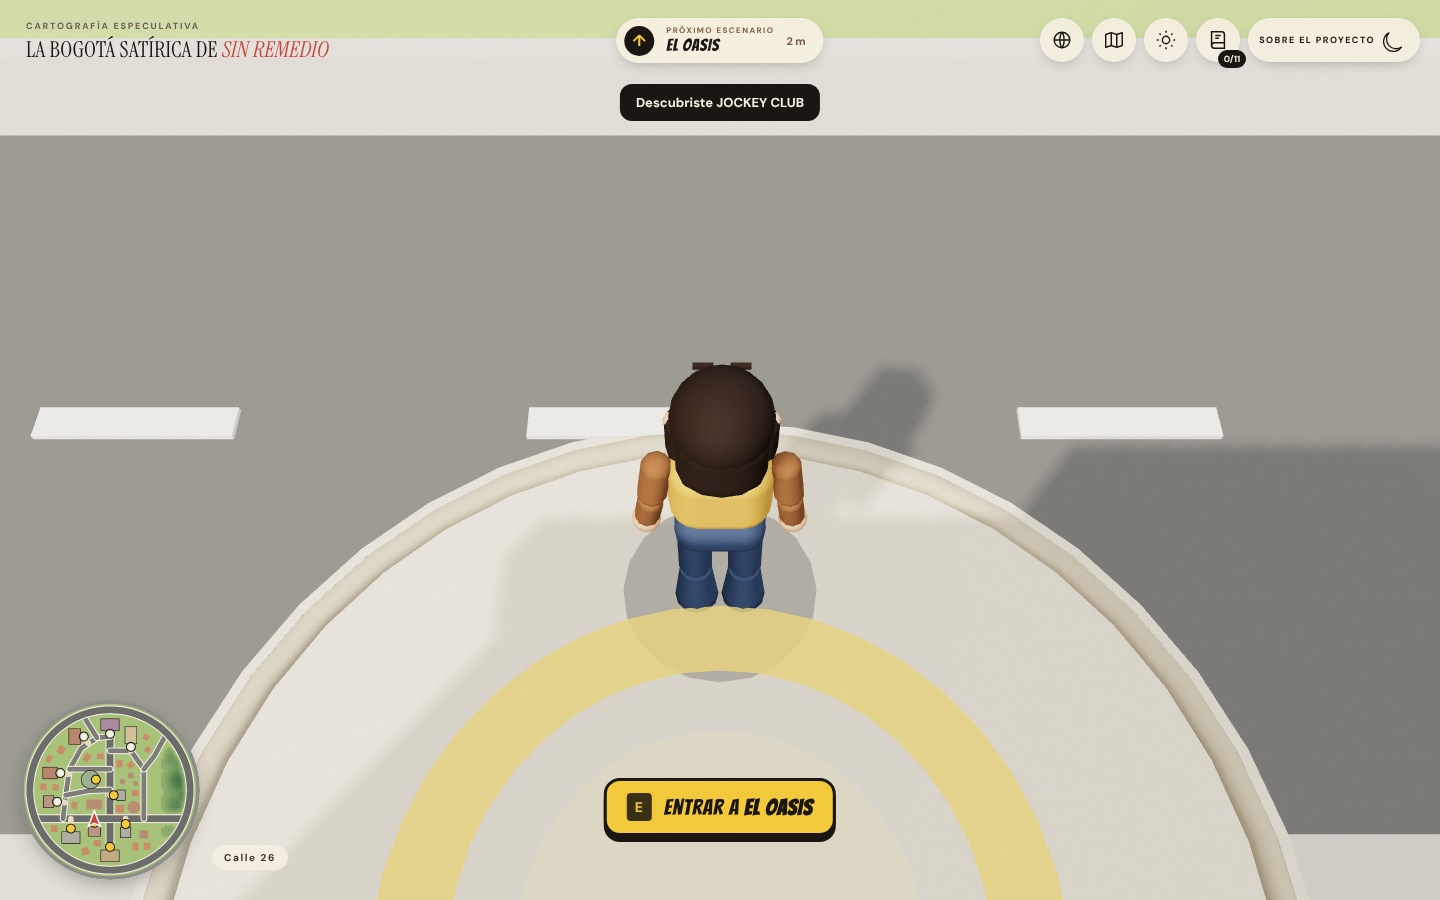 CARTOGRAFÍA ESPECULATIVA
LA BOGOTÁ SATÍRICA DE SIN REMEDIO
PRÓXIMO ESCENARIO
EL OASIS
2 m
0/11
SOBRE EL PROYECTO
Descubriste JOCKEY CLUB
E ENTRAR A EL OASIS
Calle 26